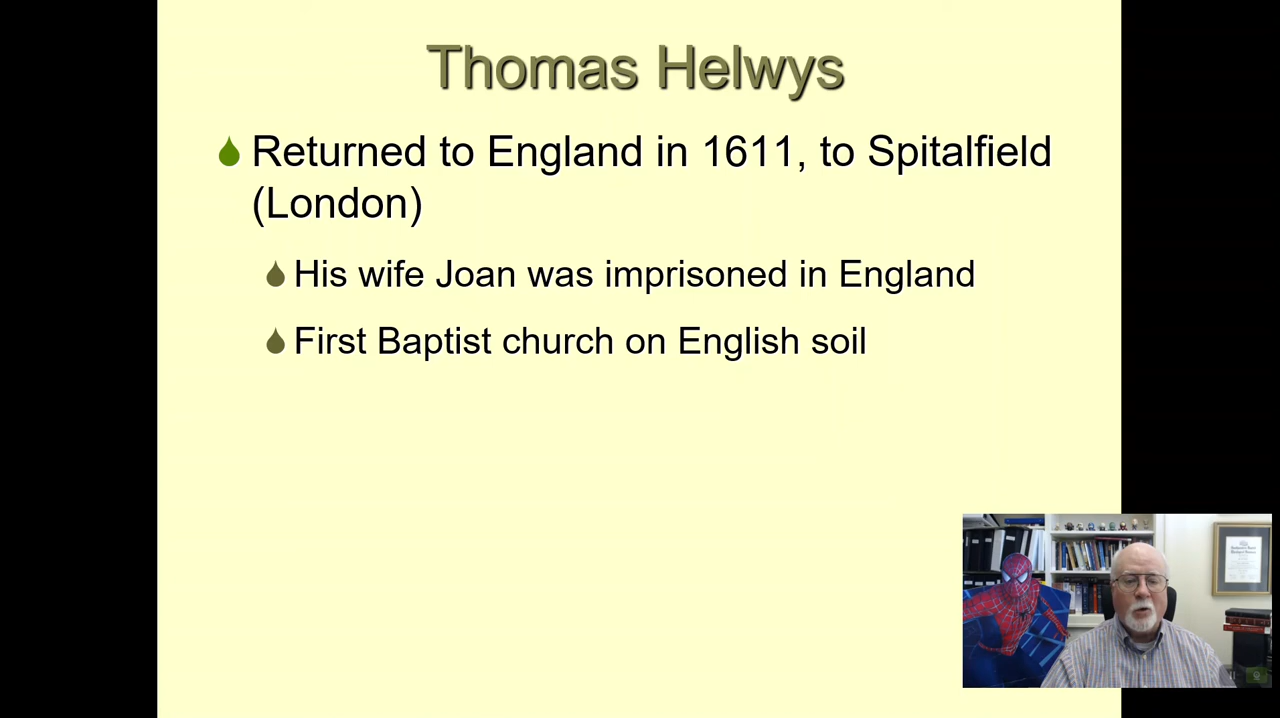 Thomas Helwys
Returned to England in 1611, to Spitalfield
(London)
His wife Joan was imprisoned in England
First Baptist church on English soil